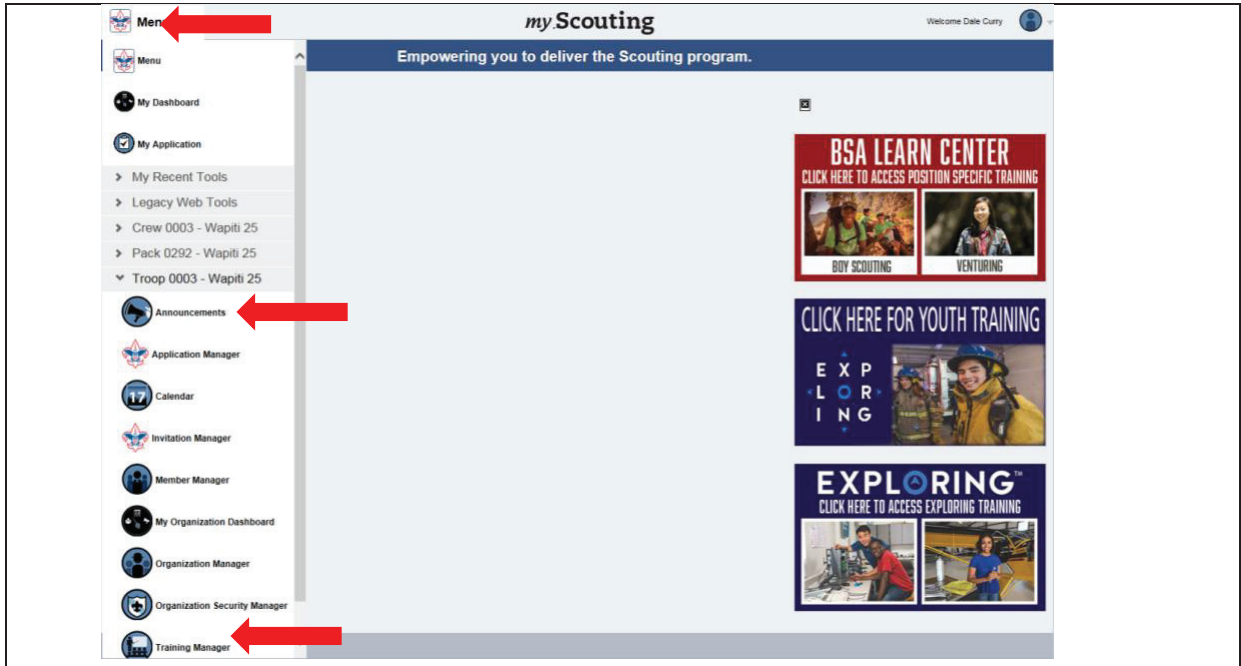 Menu
my.Scouting
Welcome Dale Curry
Menu
Empowering you to deliver the Scouting program.
My Dashboard
My Application
My Recent Tools
Legacy Web Tools
Crew 0003 - Wapiti 25
Pack 0292 - Wapiti 25
Troop 0003 - Wapiti 25
Announcements
Application Manager
17
Calendar
Invitation Manager
Member Manager
My Organization Dashboard
Organization Manager
Organization Security Manager
Training Manager
BSA LEARN CENTER
CLICK HERE TO ACCESS POSITION SPECIFIC TRAINING
BOY SCOUTING
VENTURING
CLICK HERE FOR YOUTH TRAINING
E X P
L O R
I N G
EXPLORING™
CLICK HERE TO ACCESS EXPLORING TRAINING